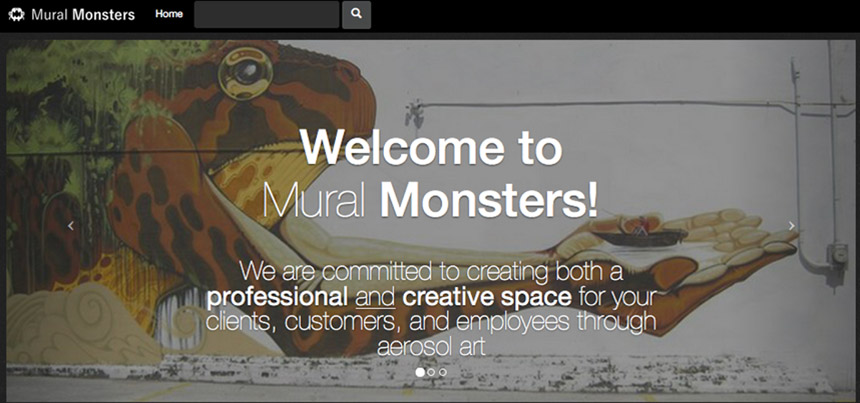 Mural Monsters Home
Welcome to
Mural Monsters!
We are committed to creating both a
professional and creative space for your
clients, customers, and employees through
aerosol art